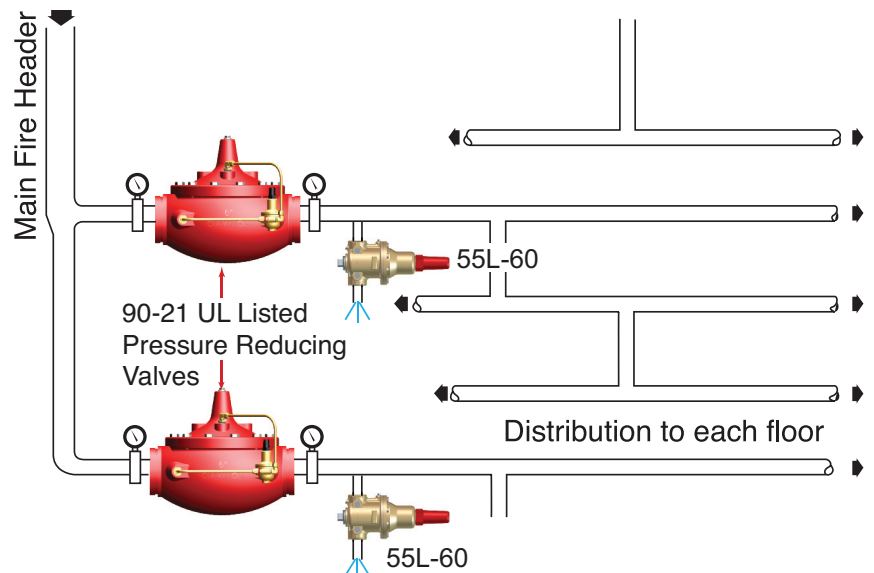 Main Fire Header
55L-60
90-21 UL Listed
Pressure Reducing
Valves
Distribution to each floor
55L-60